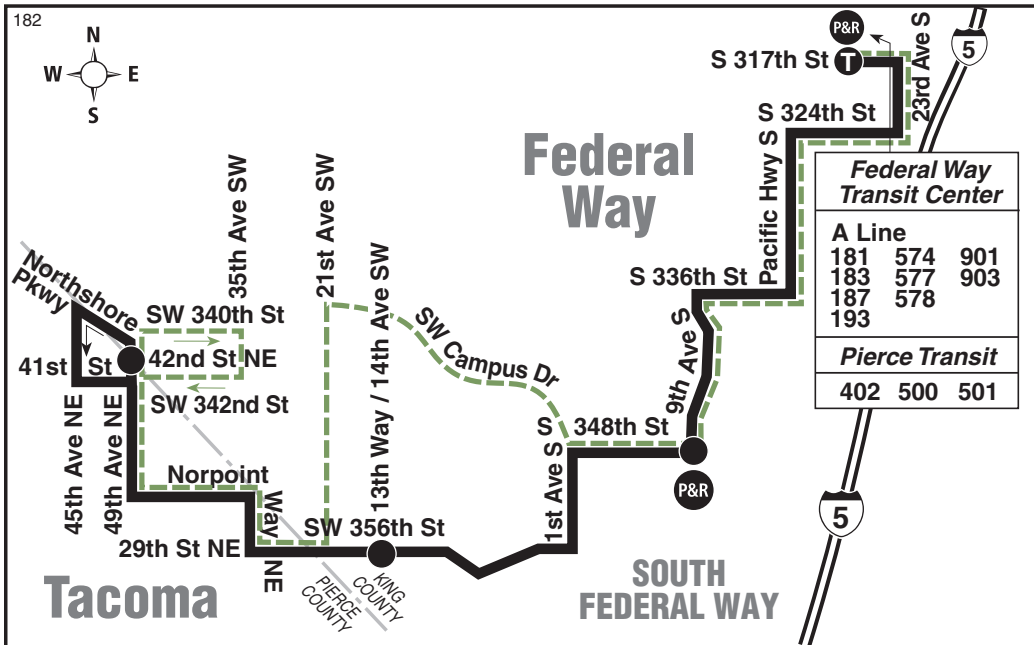 182
N
W E
S
P&R
S 317th St T
23rd Ave S
5
S 324th St
Federal
Way
Pacific Hwy S
Federal Way
Transit Center
A Line
181 574 901
183 577 903
187 578
193
Pierce Transit
402 500 501
35th Ave SW
21st Ave SW
13th Way / 14th Ave SW
S 336th St
Northshore
Pkwy
SW 340th St
42nd St NE
41st St
SW 342nd St
SW Campus Dr
9th Ave S
S 348th St
P&R
45th Ave NE
49th Ave NE
Norpoint
Way NE
1st Ave S
SW 356th St
29th St NE
5
KING
COUNTY
PIERCE
COUNTY
Tacoma
SOUTH
FEDERAL WAY